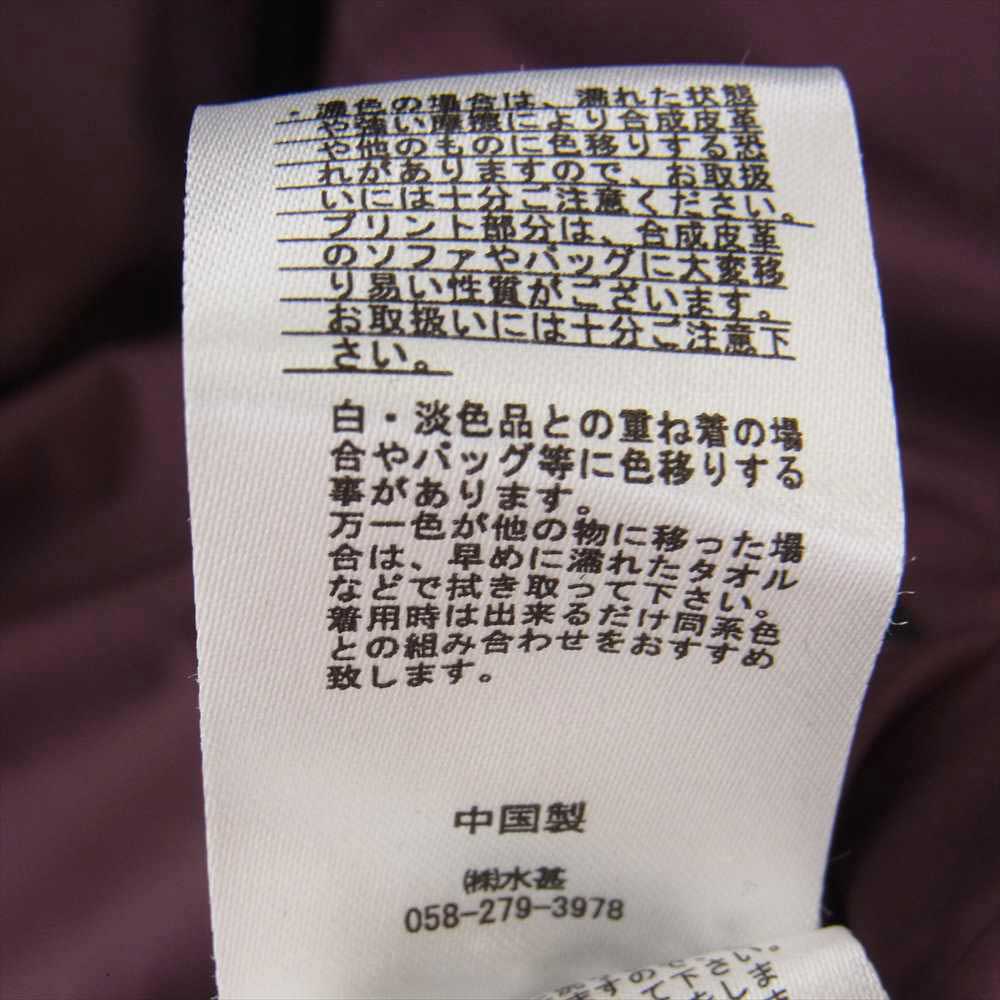 ・濃色の場合は、濡れた状態
や強い摩擦により合成皮革
や他のものに色移りする恐
れがありますので、お取扱
いには十分ご注意ください。
プリント部分は、合成皮革
のソファやバッグに大変移
り易い性質がございます。
お取扱いには十分ご注意下
さい。
白・淡色品との重ね着の場
合やバッグ等に色移りする
事があります。
万一色が他の物に移った場
合は、早めに濡れたタオル
などで拭き取って下さい。
着用時は出来るだけ同系色
との組み合わせをおすすめ
致します。
中国製
㈱水甚
058-279-3978